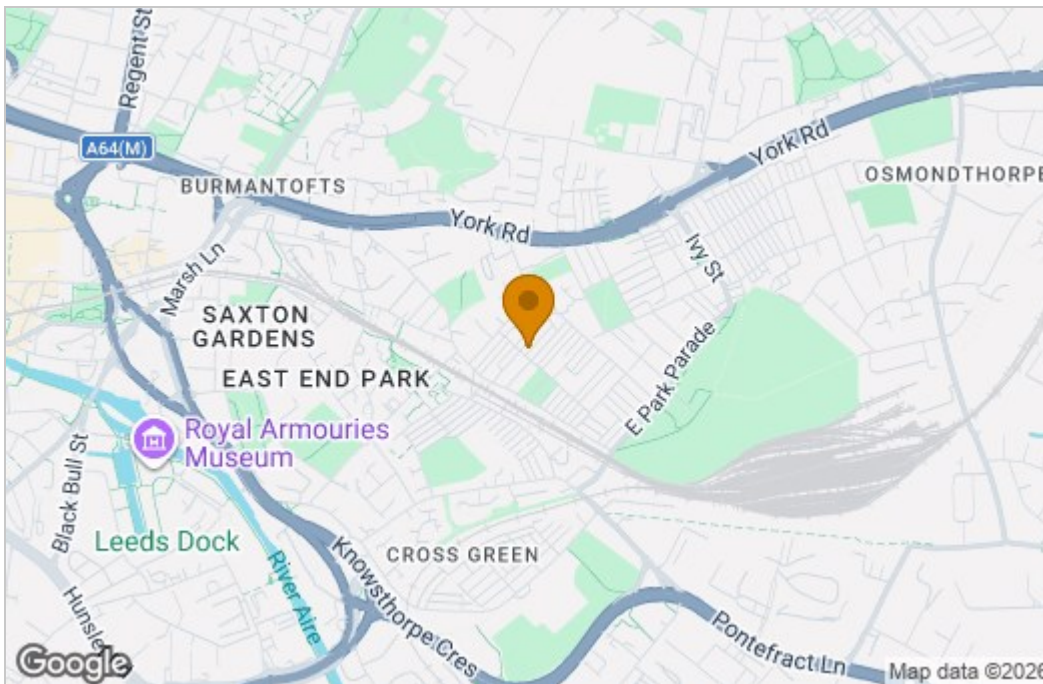 Regent St
A64(M)
York Rd
BURMANTOFTS
OSMONDTHORPE
York Rd
Ivy St
Marsh Ln
SAXTON
GARDENS
EAST END PARK
E Park Parade
Royal Armouries
Museum
Black Bull St
Leeds Dock
CROSS GREEN
River Aire
Knowsthorpe Cres
Hunsle
Pontefract Ln
Google
Map data ©2026